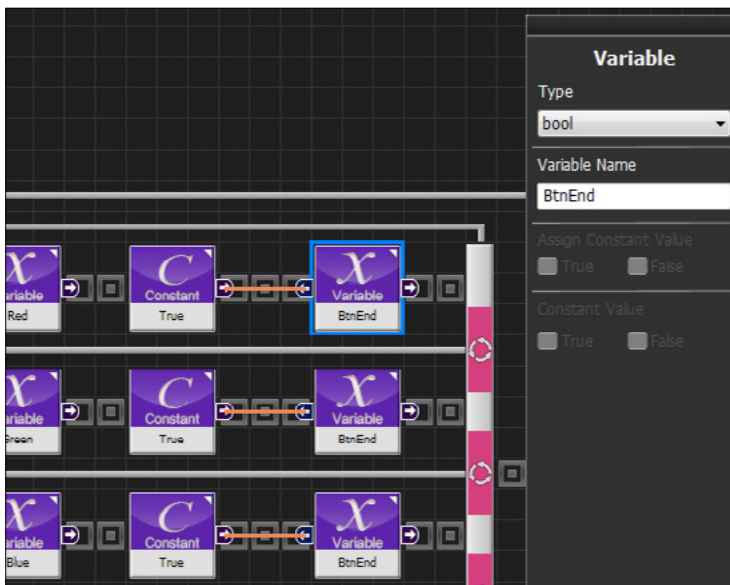 Variable
Type
bool
Variable Name
BtnEnd
Assign Constant Value
True False
Constant Value
True False
X C X
Constant Variable
Red True BtnEnd
X C X
Constant Variable
True BtnEnd
X C X
Constant Variable
Blue True BtnEnd